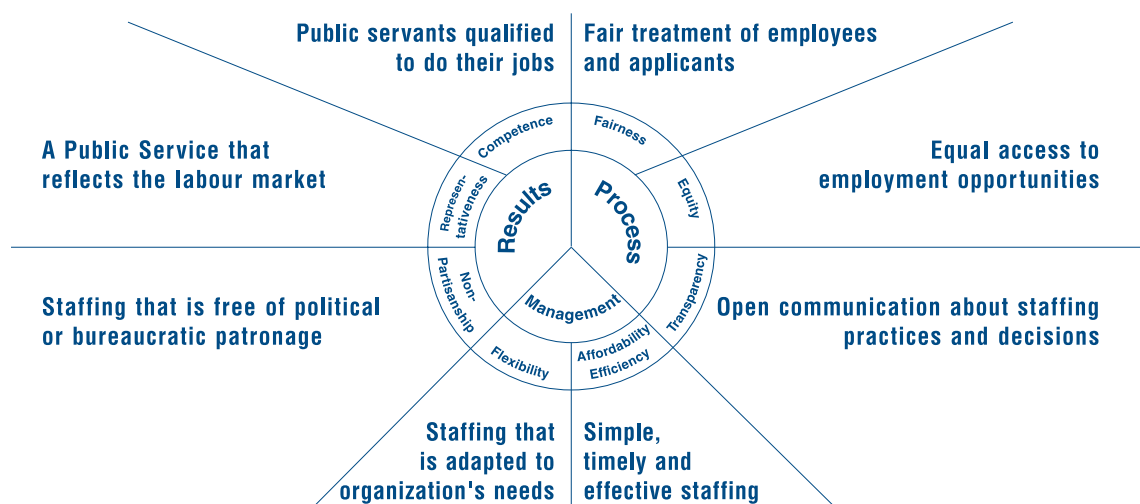 Public servants qualified
to do their jobs
Fair treatment of employees
and applicants
A Public Service that
reflects the labour market
Equal access to
employment opportunities
Competence
Fairness
Represen-
tativeness
Equity
Results
Process
Management
Non-
Partisanship
Transparency
Flexibility
Affordability
Efficiency
Staffing that is free of political
or bureaucratic patronage
Open communication about staffing
practices and decisions
Staffing that
is adapted to
organization's needs
Simple,
timely and
effective staffing